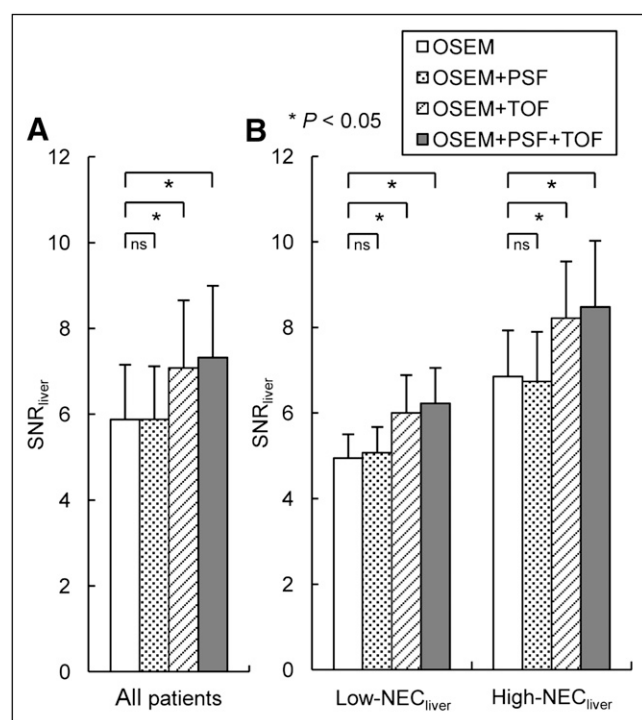 OSEM
OSEM+PSF
OSEM+TOF
OSEM+PSF+TOF
A
B
* P < 0.05
12
10
8
6
4
2
0
SNRliver
*
*
ns
All patients
12
10
8
6
4
2
0
SNRliver
*
*
ns
*
*
ns
Low-NECliver
High-NECliver